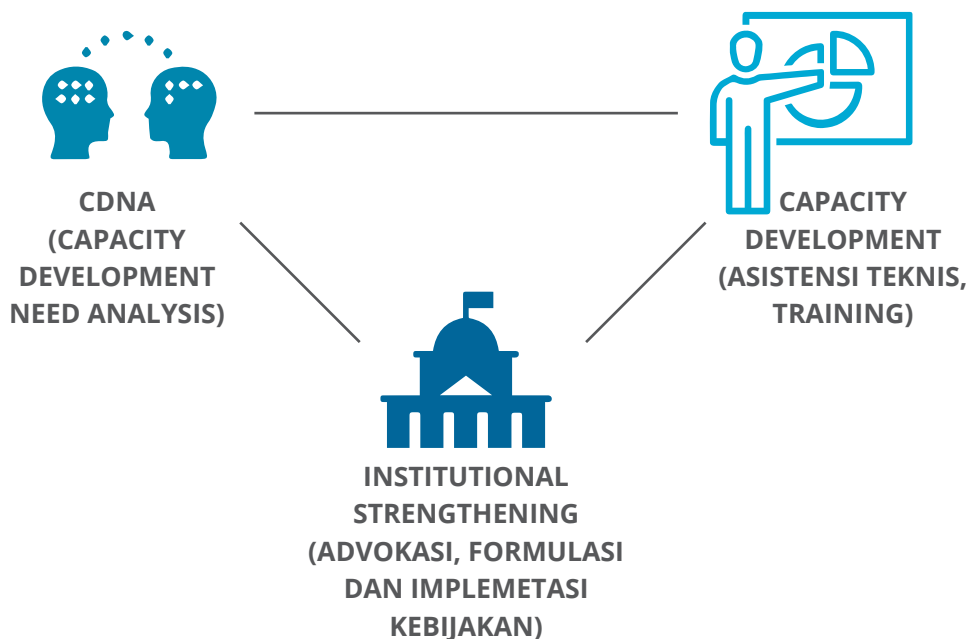 CDNA
(CAPACITY
DEVELOPMENT
NEED ANALYSIS)
CAPACITY
DEVELOPMENT
(ASISTENSI TEKNIS,
TRAINING)
INSTITUTIONAL
STRENGTHENING
(ADVOKASI, FORMULASI
DAN IMPLEMETASI
KEBIJAKAN)